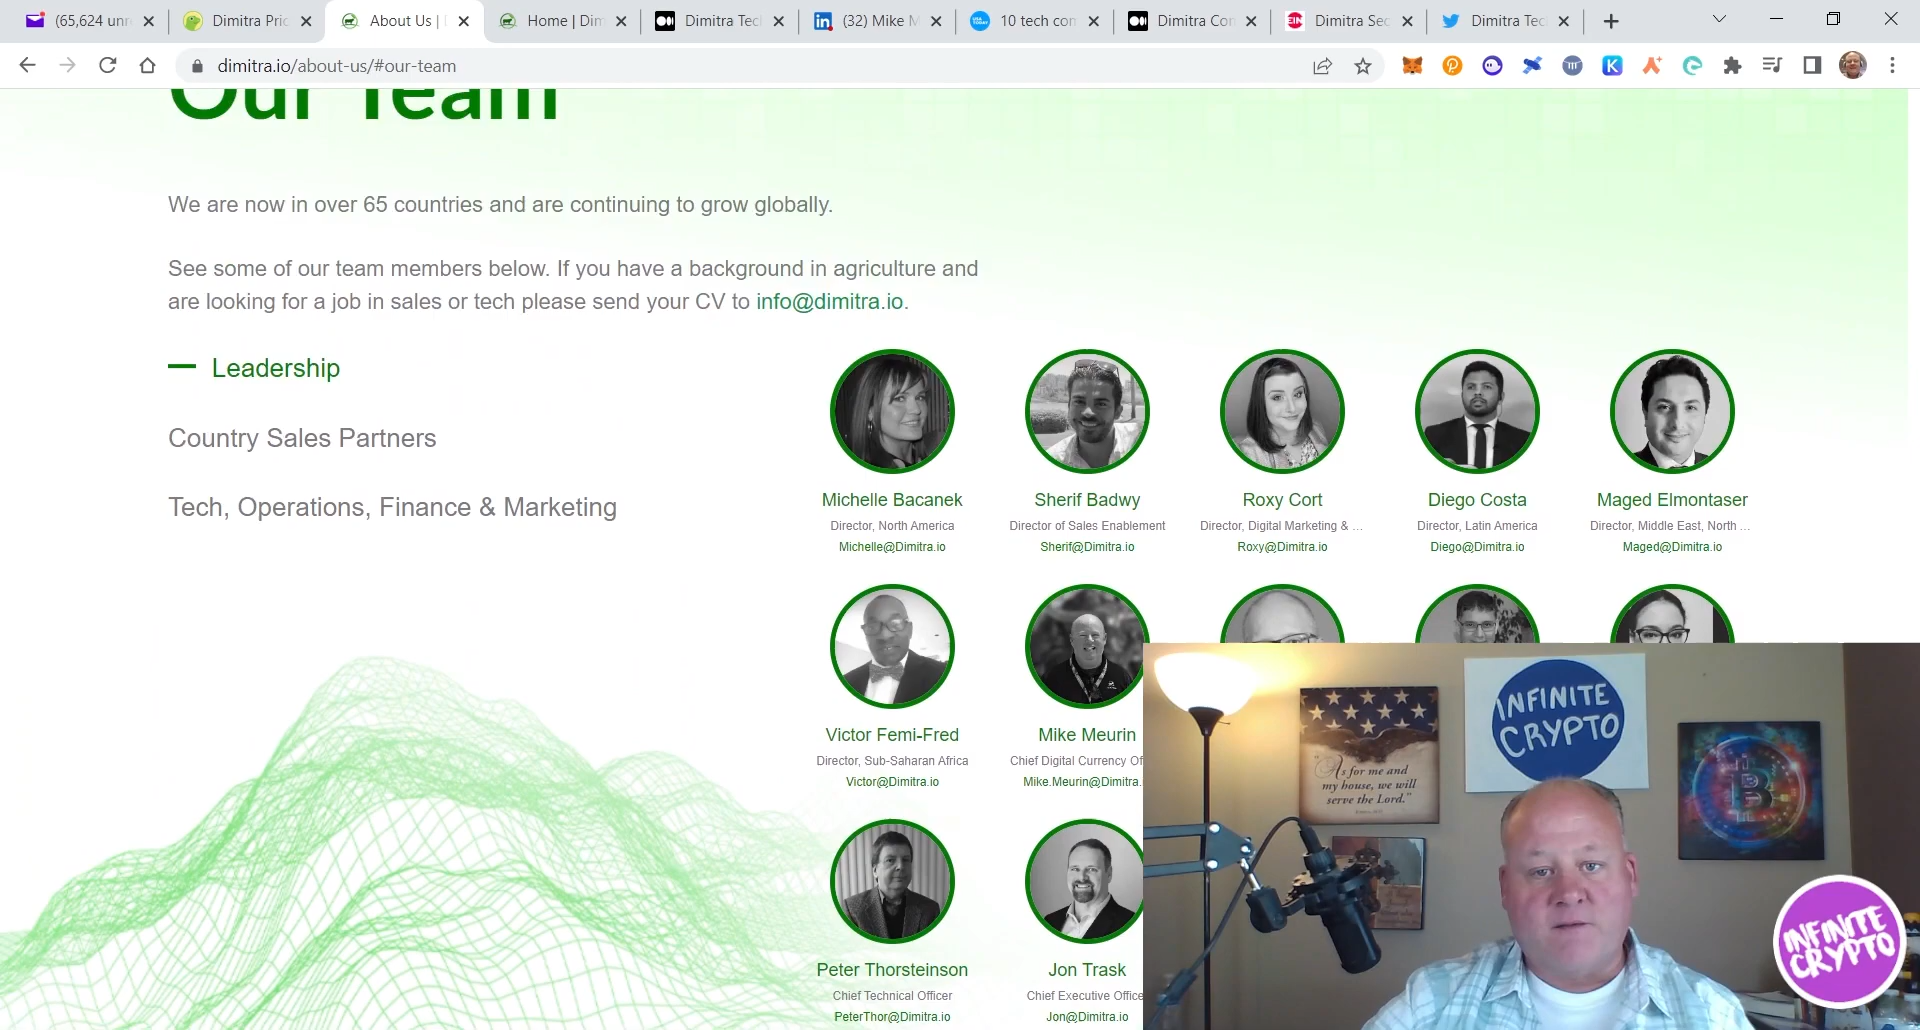 (65,624 unr
Dimitra Pric
About Us |
Home | Dim
Dimitra Tec
(32) Mike M
10 tech com
Dimitra Con
Dimitra Sec
Dimitra Tec
dimitra.io/about-us/#our-team
Our Team
We are now in over 65 countries and are continuing to grow globally.
See some of our team members below. If you have a background in agriculture and
are looking for a job in sales or tech please send your CV to info@dimitra.io.
Leadership
Country Sales Partners
Tech, Operations, Finance & Marketing
Michelle Bacanek
Director, North America
Michelle@Dimitra.io
Sherif Badwy
Director of Sales Enablement
Sherif@Dimitra.io
Roxy Cort
Director, Digital Marketing & ...
Roxy@Dimitra.io
Diego Costa
Director, Latin America
Diego@Dimitra.io
Maged Elmontaser
Director, Middle East, North ...
Maged@Dimitra.io
Victor Femi-Fred
Director, Sub-Saharan Africa
Victor@Dimitra.io
Mike Meurin
Chief Digital Currency Of
Mike.Meurin@Dimitra.
Peter Thorsteinson
Chief Technical Officer
PeterThor@Dimitra.io
Jon Trask
Chief Executive Office
Jon@Dimitra.io
"As for me and
my house, we will
serve the Lord."
INFINITE
CRYPTO
INFINITE
CRYPTO